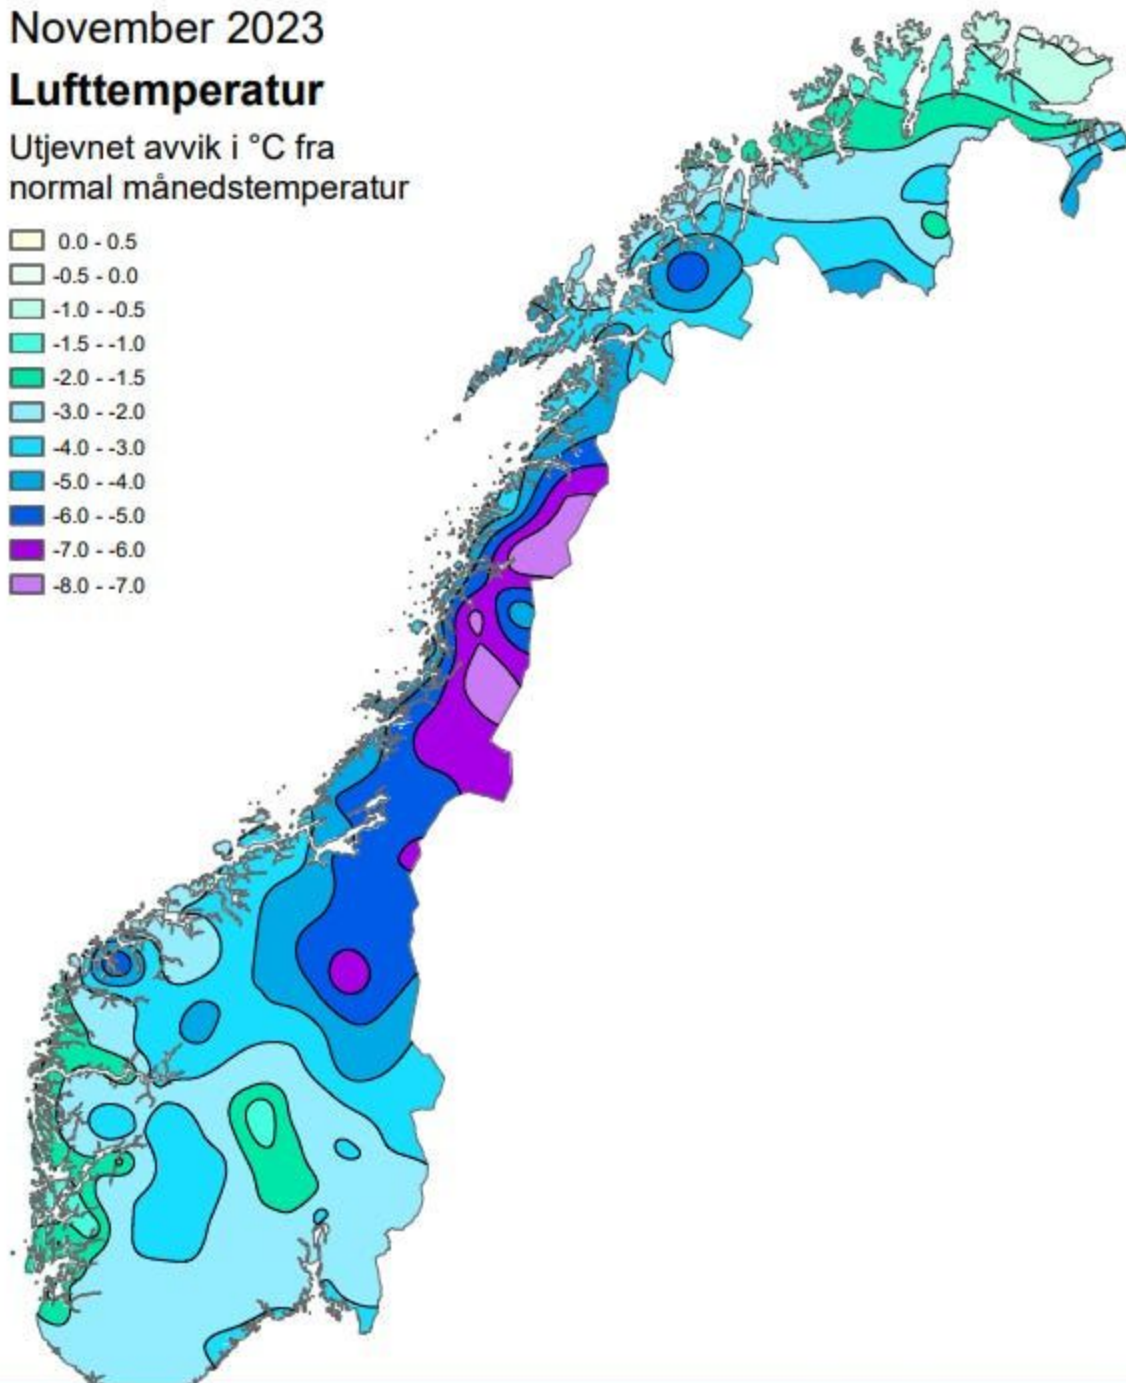 November 2023
Lufttemperatur
Utjevnet avvik i °C fra
normal månedstemperatur
0.0 - 0.5
-0.5 - 0.0
-1.0 - -0.5
-1.5 - -1.0
-2.0 - -1.5
-3.0 - -2.0
-4.0 - -3.0
-5.0 - -4.0
-6.0 - -5.0
-7.0 - -6.0
-8.0 - -7.0